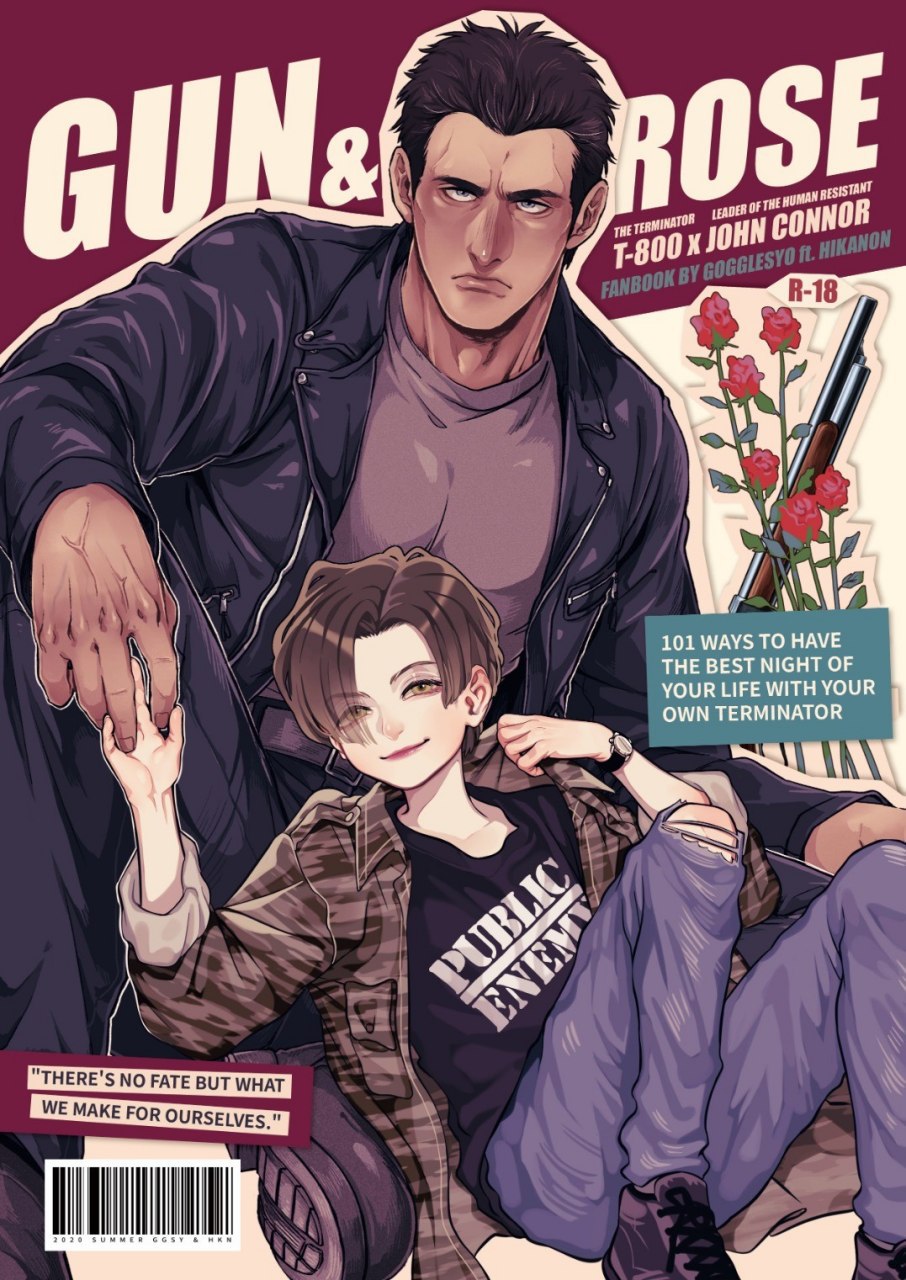 GUN & ROSE
THE TERMINATOR LEADER OF THE HUMAN RESISTANT
T-800 x JOHN CONNOR
FANBOOK BY GOGGLESYO ft. HIKANON
R-18
101 WAYS TO HAVE
THE BEST NIGHT OF
YOUR LIFE WITH YOUR
OWN TERMINATOR
PUBLIC
ENEMY
"THERE'S NO FATE BUT WHAT
WE MAKE FOR OURSELVES."
2020 SUMMER GGSY & HKN